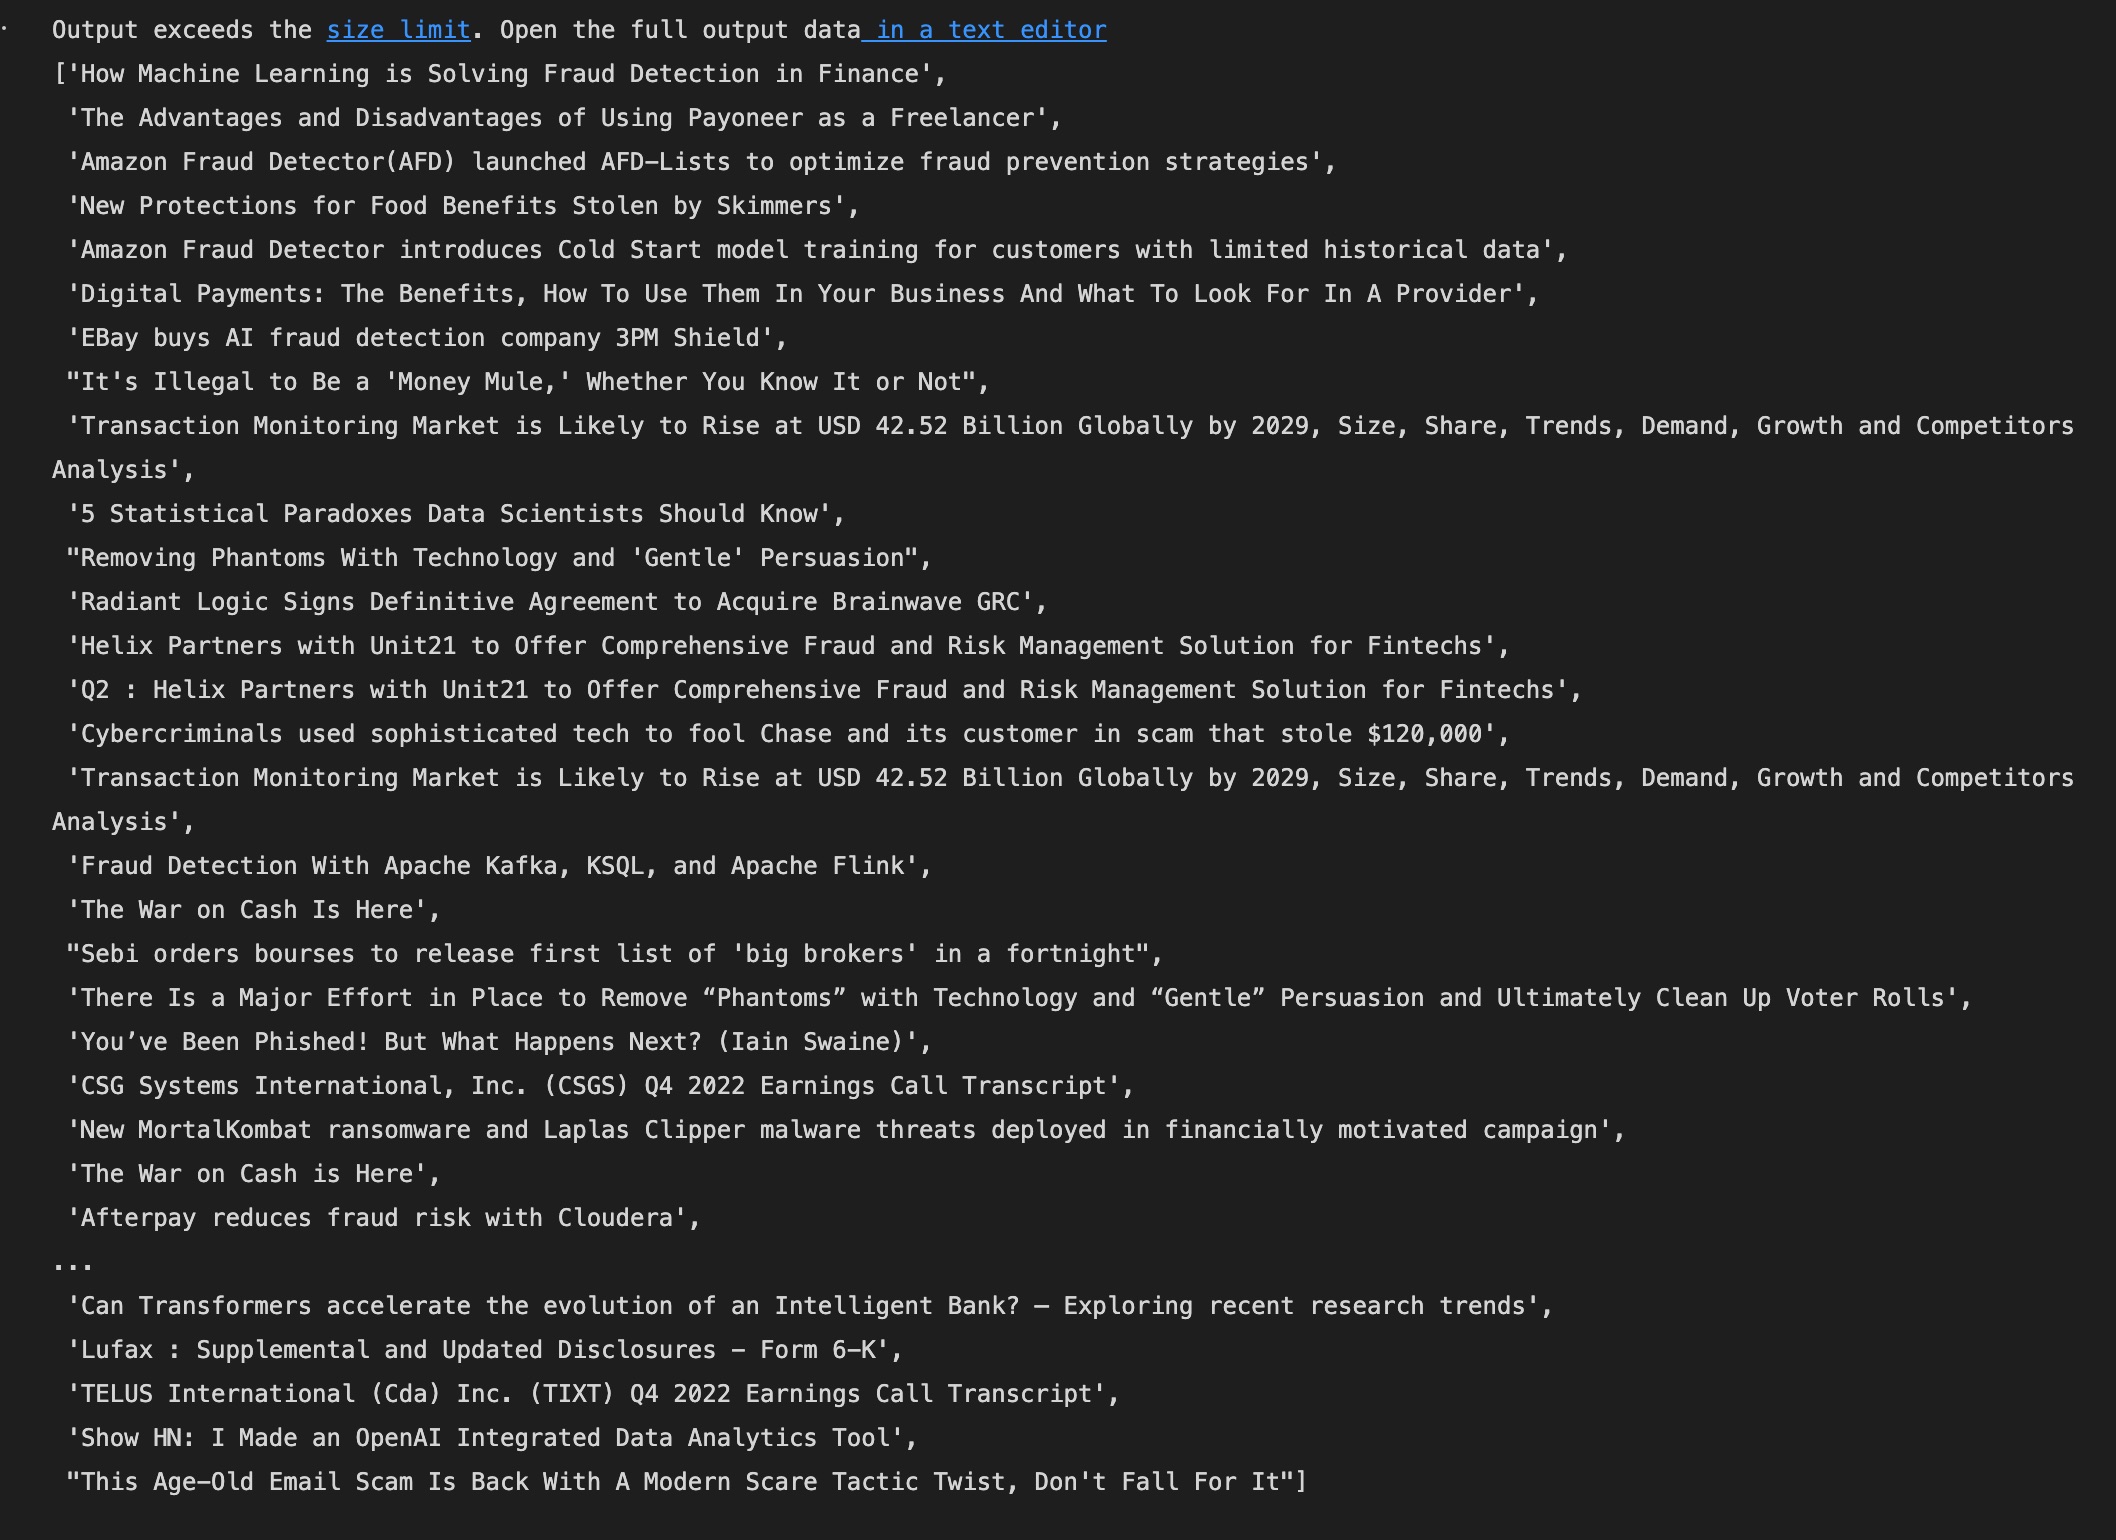 Output exceeds the size limit. Open the full output data in a text editor
['How Machine Learning is Solving Fraud Detection in Finance',
'The Advantages and Disadvantages of Using Payoneer as a Freelancer',
'Amazon Fraud Detector(AFD) launched AFD-Lists to optimize fraud prevention strategies',
'New Protections for Food Benefits Stolen by Skimmers',
'Amazon Fraud Detector introduces Cold Start model training for customers with limited historical data',
'Digital Payments: The Benefits, How To Use Them In Your Business And What To Look For In A Provider',
'EBay buys AI fraud detection company 3PM Shield',
"It's Illegal to Be a 'Money Mule,' Whether You Know It or Not",
'Transaction Monitoring Market is Likely to Rise at USD 42.52 Billion Globally by 2029, Size, Share, Trends, Demand, Growth and Competitors
Analysis',
'5 Statistical Paradoxes Data Scientists Should Know',
"Removing Phantoms With Technology and 'Gentle' Persuasion",
'Radiant Logic Signs Definitive Agreement to Acquire Brainwave GRC',
'Helix Partners with Unit21 to Offer Comprehensive Fraud and Risk Management Solution for Fintechs',
'Q2 : Helix Partners with Unit21 to Offer Comprehensive Fraud and Risk Management Solution for Fintechs',
'Cybercriminals used sophisticated tech to fool Chase and its customer in scam that stole $120,000',
'Transaction Monitoring Market is Likely to Rise at USD 42.52 Billion Globally by 2029, Size, Share, Trends, Demand, Growth and Competitors
Analysis',
'Fraud Detection With Apache Kafka, KSQL, and Apache Flink',
'The War on Cash Is Here',
"Sebi orders bourses to release first list of 'big brokers' in a fortnight",
'There Is a Major Effort in Place to Remove “Phantoms” with Technology and “Gentle” Persuasion and Ultimately Clean Up Voter Rolls',
'You’ve Been Phished! But What Happens Next? (Iain Swaine)',
'CSG Systems International, Inc. (CSGS) Q4 2022 Earnings Call Transcript',
'New MortalKombat ransomware and Laplas Clipper malware threats deployed in financially motivated campaign',
'The War on Cash is Here',
'Afterpay reduces fraud risk with Cloudera',
...
'Can Transformers accelerate the evolution of an Intelligent Bank? — Exploring recent research trends',
'Lufax : Supplemental and Updated Disclosures - Form 6-K',
'TELUS International (Cda) Inc. (TIXT) Q4 2022 Earnings Call Transcript',
'Show HN: I Made an OpenAI Integrated Data Analytics Tool',
"This Age-Old Email Scam Is Back With A Modern Scare Tactic Twist, Don't Fall For It"]